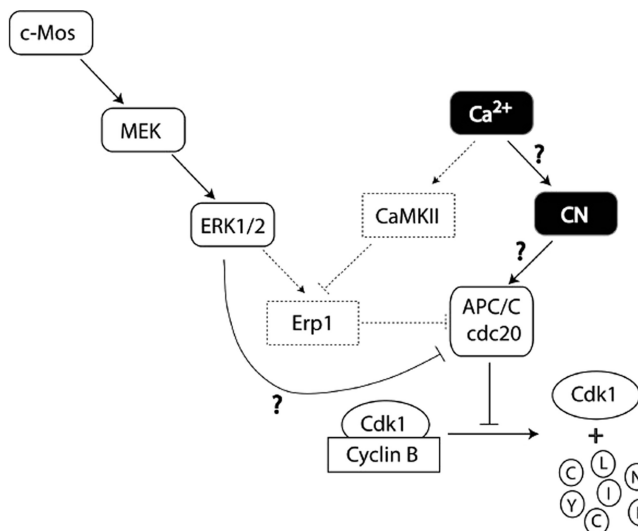 c-Mos
MEK
Ca²⁺
?
CaMKII
CN
ERK1/2
?
Erp1
APC/C
cdc20
?
Cdk1
Cyclin B
Cdk1
+
C
L
N
Y
I
C